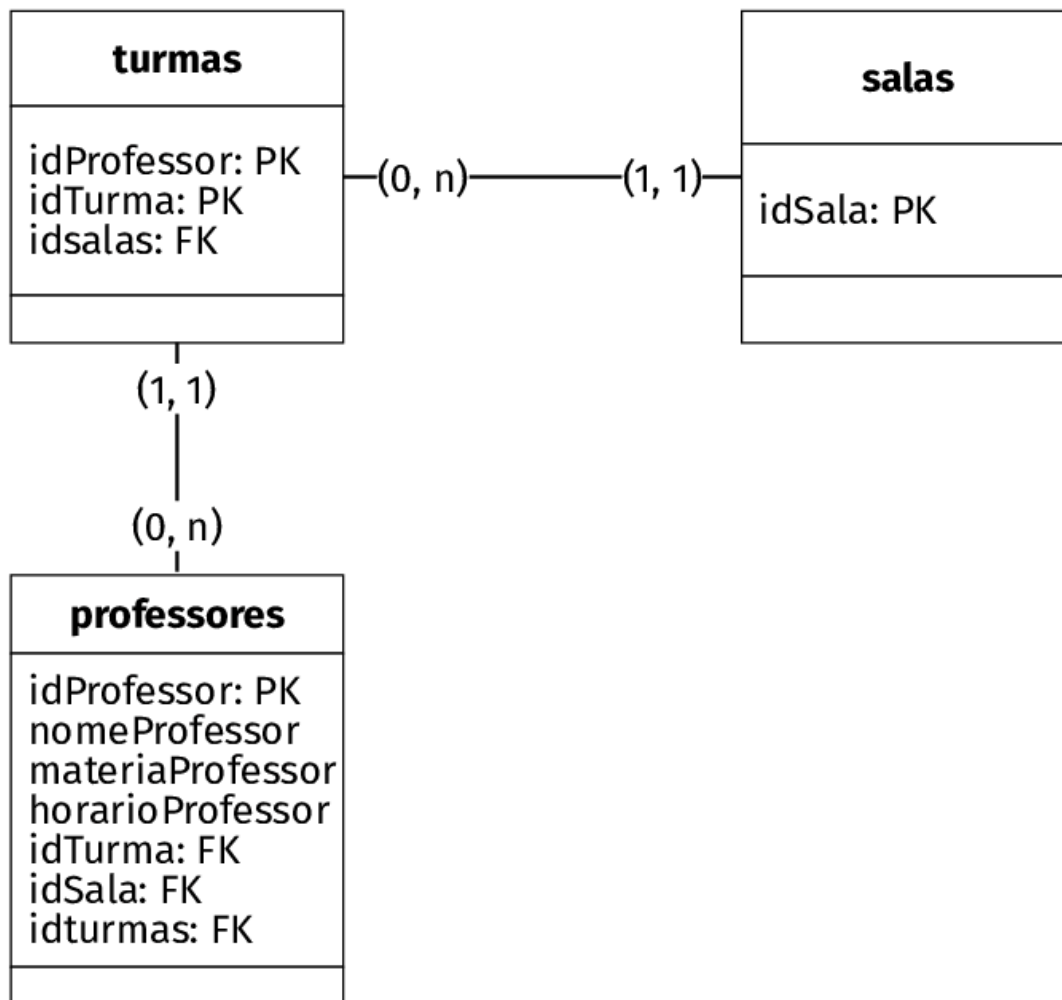 turmas
idProfessor: PK
idTurma: PK
idsalas: FK
(0, n)
(1, 1)
salas
idSala: PK
(1, 1)
(0, n)
professores
idProfessor: PK
nomeProfessor
materiaProfessor
horarioProfessor
idTurma: FK
idSala: FK
idturmas: FK